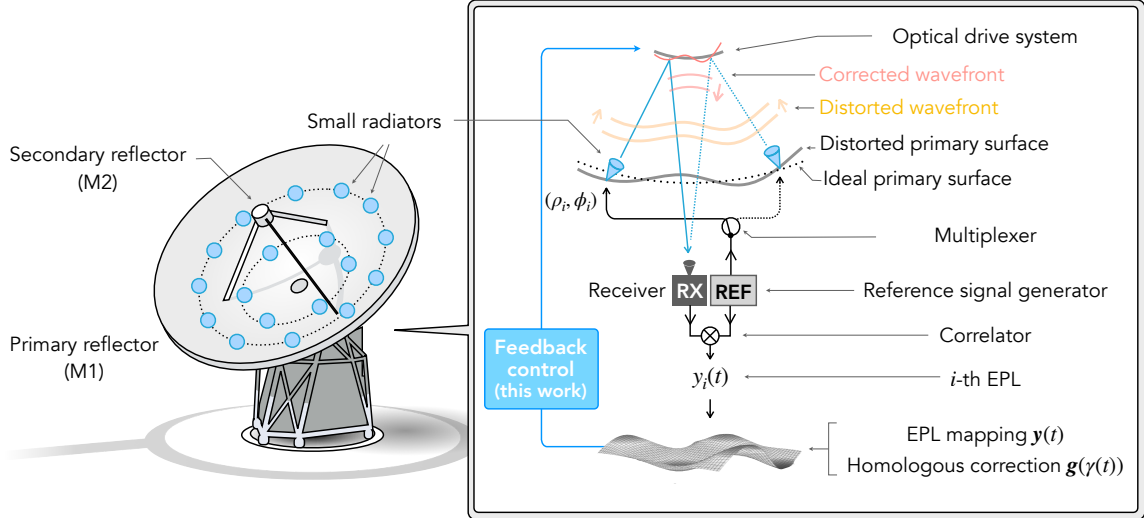 Small radiators
Secondary reflector
(M2)
Primary reflector
(M1)
Optical drive system
Corrected wavefront
Distorted wavefront
Distorted primary surface
Ideal primary surface
(ρᵢ, ϕᵢ)
Multiplexer
Receiver
RX
REF
Reference signal generator
Correlator
Feedback
control
(this work)
yᵢ(t)
i-th EPL
EPL mapping y(t)
Homologous correction g(γ(t))